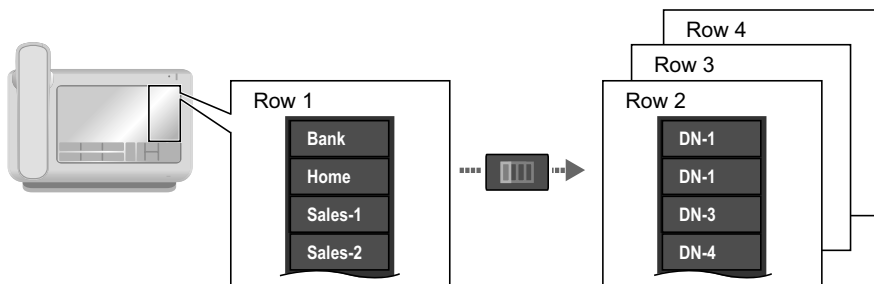 Row 4
Row 3
Row 1
Row 2
Bank
Home
Sales-1
Sales-2
DN-1
DN-1
DN-3
DN-4